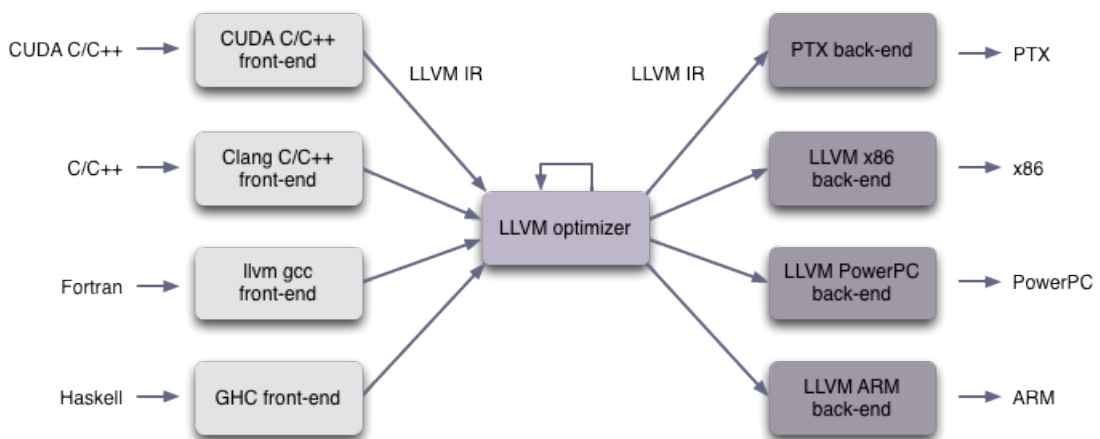 CUDA C/C++
CUDA C/C++
front-end
LLVM IR
LLVM IR
PTX back-end
PTX
C/C++
Clang C/C++
front-end
LLVM x86
back-end
x86
LLVM optimizer
Fortran
llvm gcc
front-end
LLVM PowerPC
back-end
PowerPC
Haskell
GHC front-end
LLVM ARM
back-end
ARM